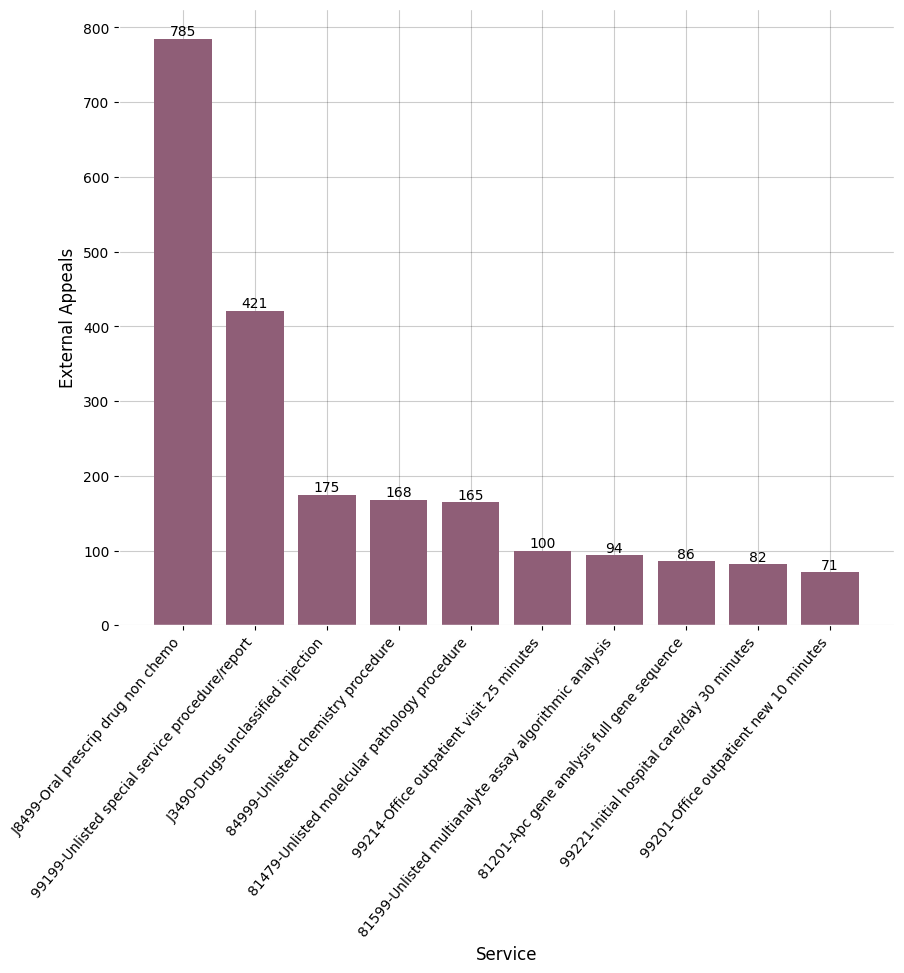 External Appeals
800
700
600
500
400
300
200
100
0
785
421
175
168
165
100
94
86
82
71
J8499-Oral prescrip drug non chemo
99199-Unlisted special service procedure/report
J3490-Drugs unclassified injection
84999-Unlisted chemistry procedure
81479-Unlisted molelcular pathology procedure
99214-Office outpatient visit 25 minutes
81599-Unlisted multianalyte assay algorithmic analysis
81201-Apc gene analysis full gene sequence
99221-Initial hospital care/day 30 minutes
99201-Office outpatient new 10 minutes
Service